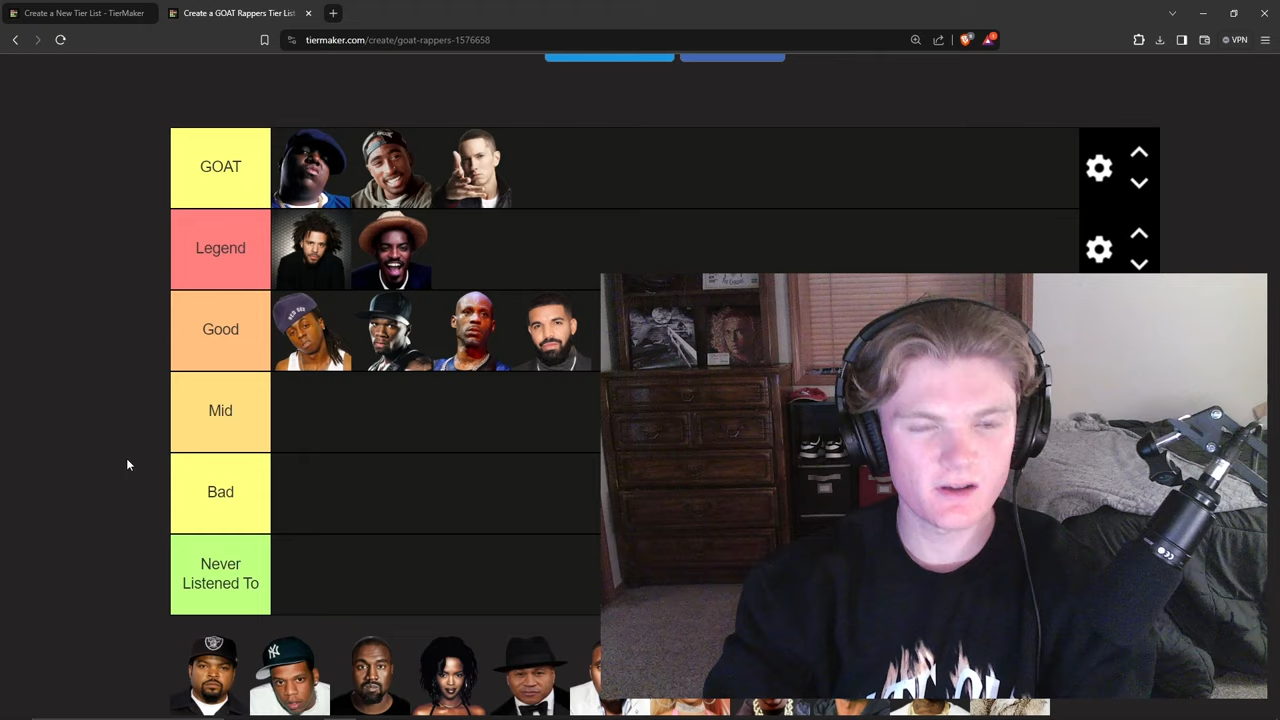 Create a New Tier List - TierMaker
Create a GOAT Rappers Tier List
tiermaker.com/create/goat-rappers-1576658
VPN
GOAT
Legend
Good
Mid
Bad
Never
Listened To